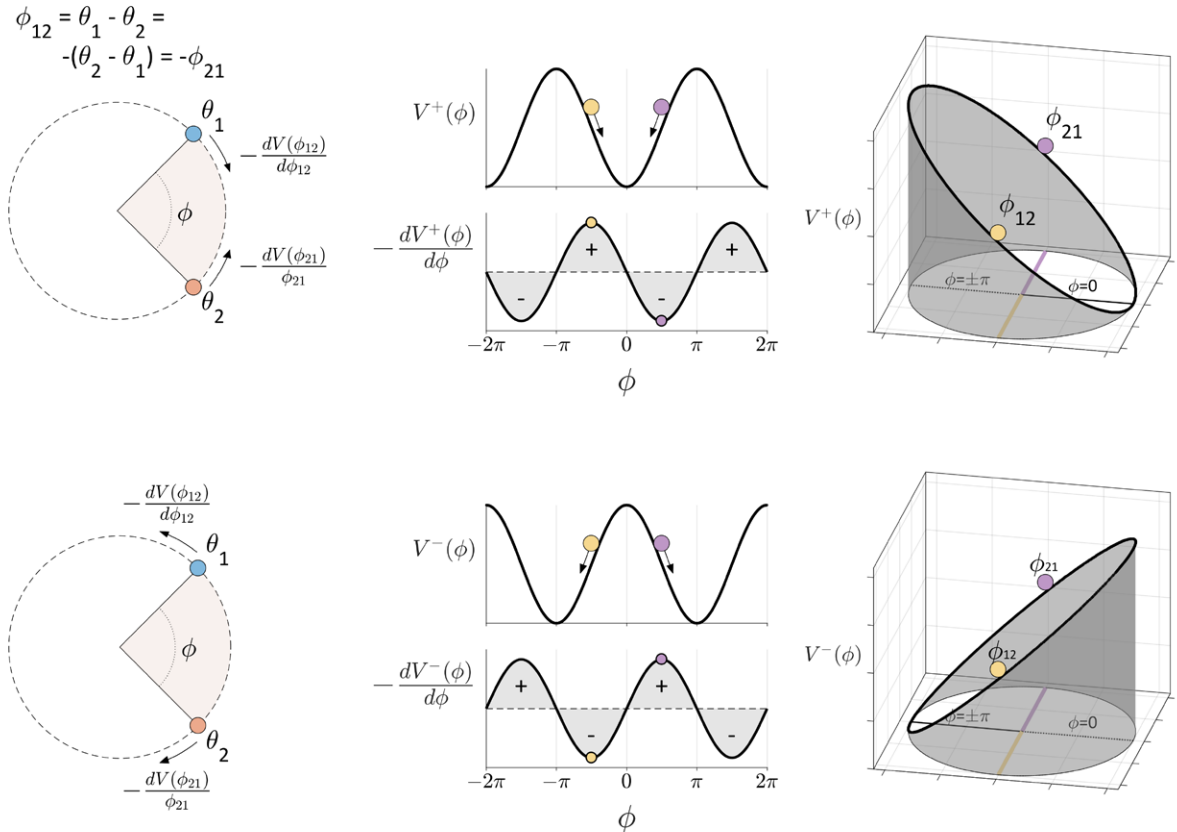 ϕ₁₂ = θ₁ - θ₂ =
-(θ₂ - θ₁) = -ϕ₂₁
θ₁
− dV(ϕ₁₂)/dϕ₁₂
ϕ
− dV(ϕ₂₁)/ϕ₂₁
θ₂
V⁺(ϕ)
− dV⁺(ϕ)/dϕ
+
+
-
-
−2π −π 0 π 2π
ϕ
V⁺(ϕ)
ϕ₂₁
ϕ₁₂
ϕ=±π
ϕ=0
− dV(ϕ₁₂)/dϕ₁₂
θ₁
ϕ
θ₂
− dV(ϕ₂₁)/ϕ₂₁
V⁻(ϕ)
− dV⁻(ϕ)/dϕ
+
+
-
-
−2π −π 0 π 2π
ϕ
V⁻(ϕ)
ϕ₂₁
ϕ₁₂
ϕ=±π
ϕ=0